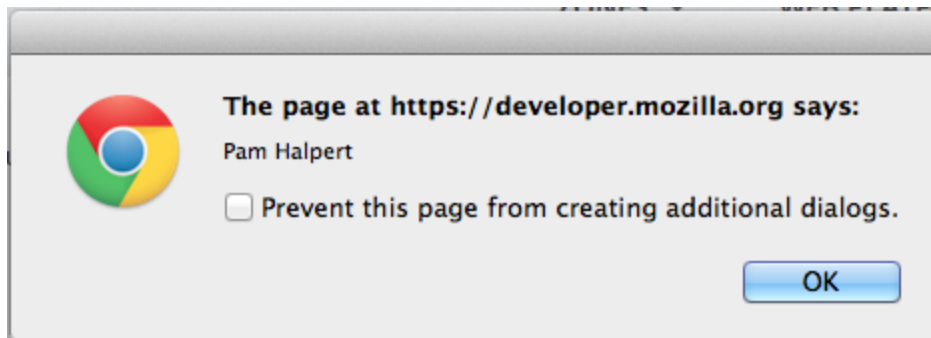 The page at https://developer.mozilla.org says:
Pam Halpert
Prevent this page from creating additional dialogs.
OK